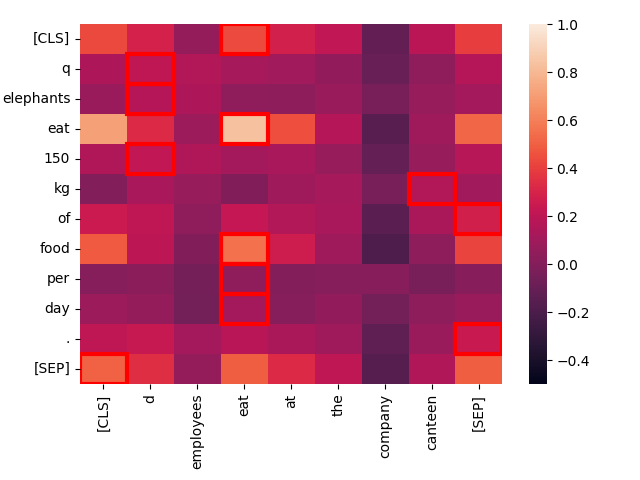 [CLS]
q
elephants
eat
150
kg
of
food
per
day
.
[SEP]
[CLS]
d
employees
eat
at
the
company
canteen
[SEP]
1.0
0.8
0.6
0.4
0.2
0.0
−0.2
−0.4